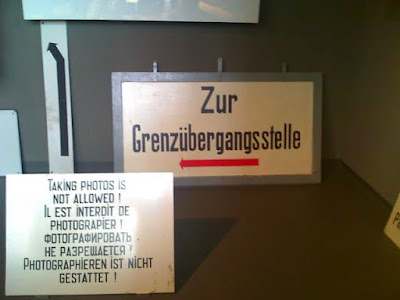 Zur
Grenzübergangsstelle
TAKING PHOTOS IS
NOT ALLOWED !
IL EST INTERDIT DE
PHOTOGRAPIER !
ФОТОГРАФИРОВАТЬ
НЕ РАЗРЕШАЕТСЯ !
PHOTOGRAPHIEREN IST NICHT
GESTATTET !